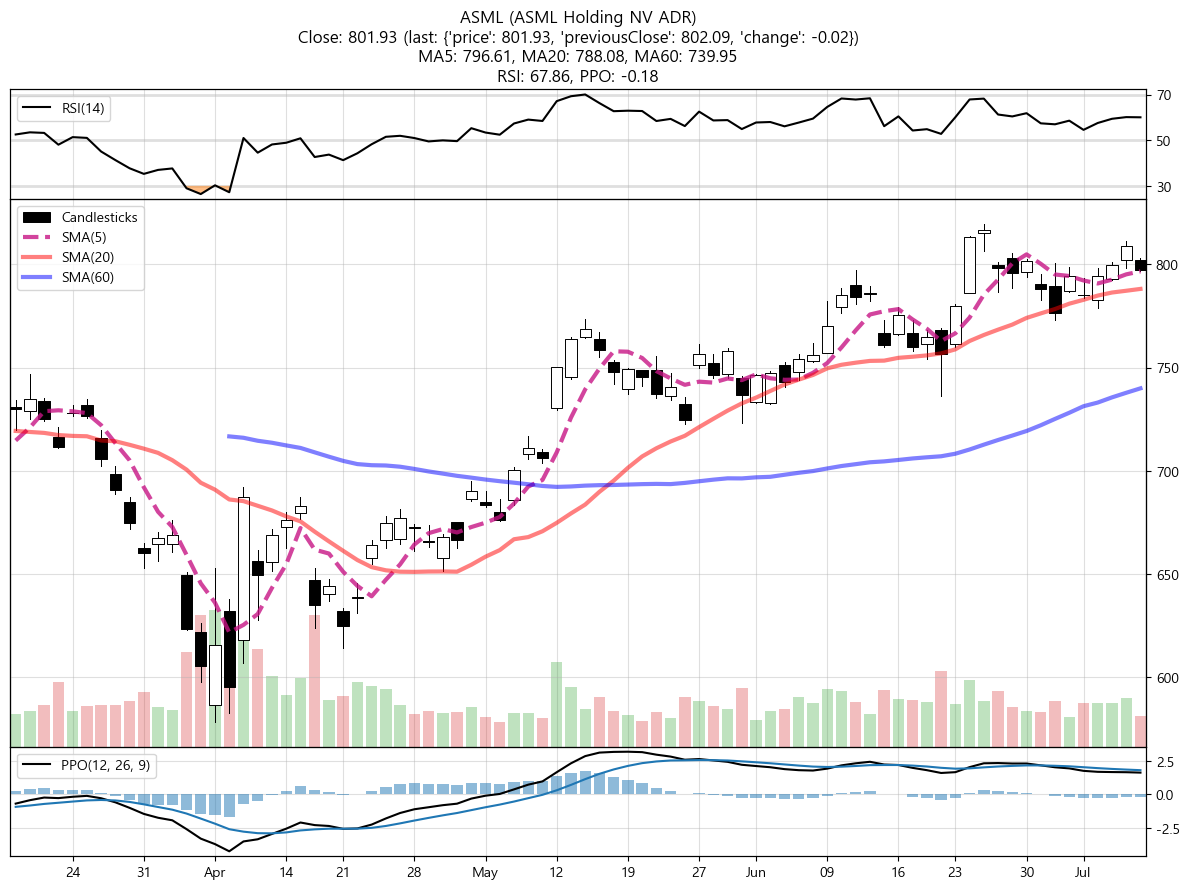 ASML (ASML Holding NV ADR)
Close: 801.93 (last: {'price': 801.93, 'previousClose': 802.09, 'change': -0.02})
MA5: 796.61, MA20: 788.08, MA60: 739.95
RSI: 67.86, PPO: -0.18
RSI(14)
70
50
30
Candlesticks
SMA(5)
SMA(20)
SMA(60)
800
750
700
650
600
PPO(12, 26, 9)
2.5
0.0
-2.5
24 31 Apr 14 21 28 May 12 19 27 Jun 09 16 23 30 Jul